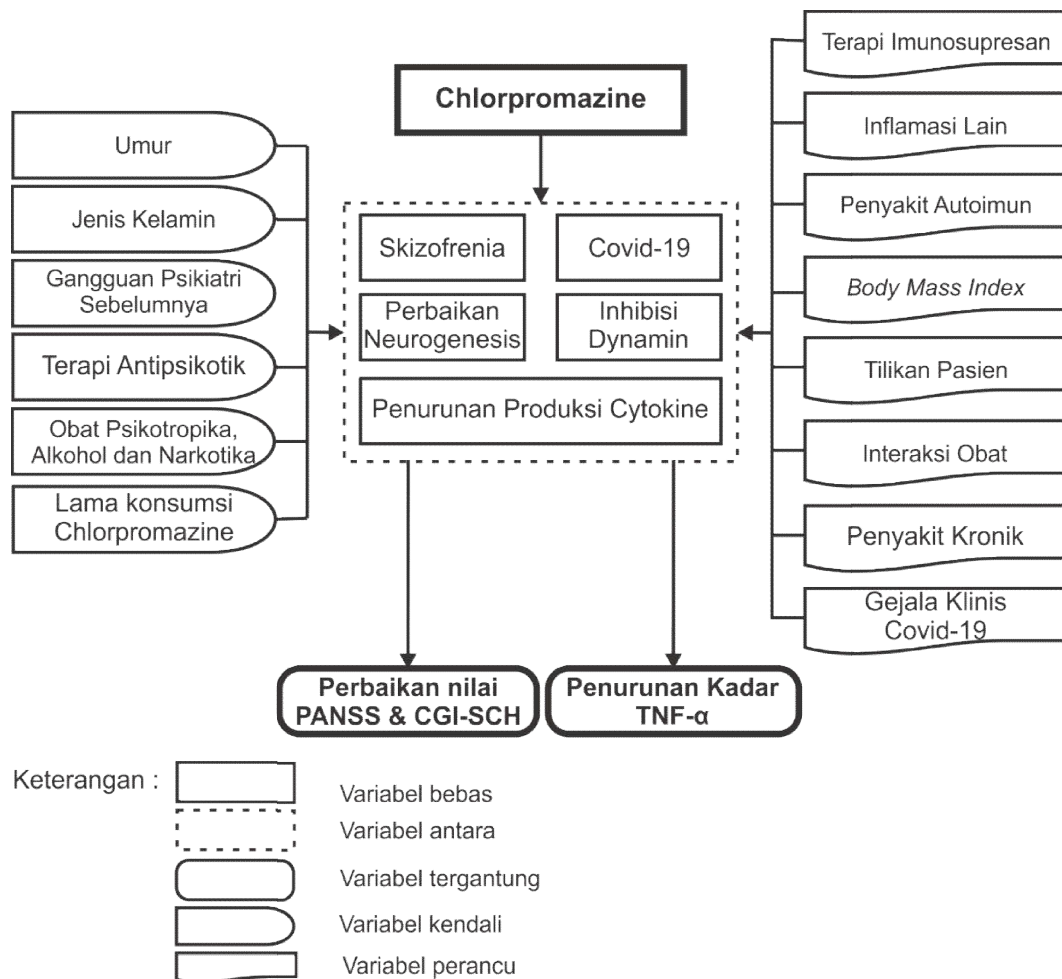 Chlorpromazine
Umur
Jenis Kelamin
Gangguan Psikiatri
Sebelumnya
Terapi Antipsikotik
Obat Psikotropika,
Alkohol dan Narkotika
Lama konsumsi
Chlorpromazine
Skizofrenia
Covid-19
Perbaikan
Neurogenesis
Inhibisi
Dynamin
Penurunan Produksi Cytokine
Terapi Imunosupresan
Inflamasi Lain
Penyakit Autoimun
Body Mass Index
Tilikan Pasien
Interaksi Obat
Penyakit Kronik
Gejala Klinis
Covid-19
Perbaikan nilai
PANSS & CGI-SCH
Penurunan Kadar
TNF-α
Keterangan :
Variabel bebas
Variabel antara
Variabel tergantung
Variabel kendali
Variabel perancu